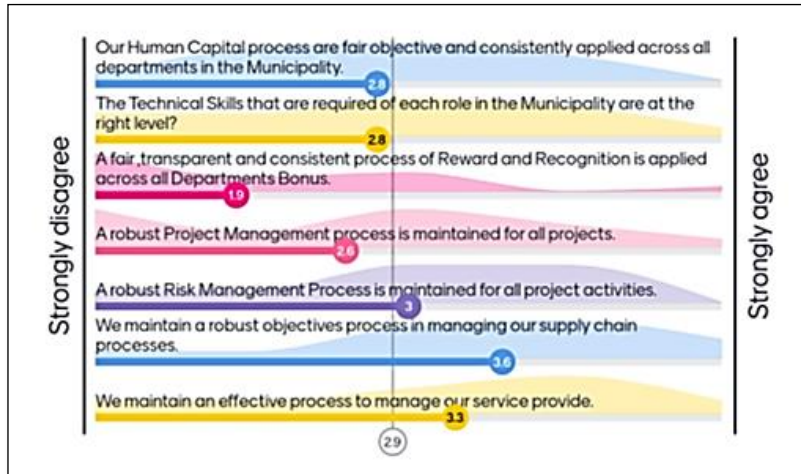 Strongly disagree
Our Human Capital process are fair objective and consistently applied across all
departments in the Municipality.
2.8
The Technical Skills that are required of each role in the Municipality are at the
right level?
2.8
A fair,transparent and consistent process of Reward and Recognition is applied
across all Departments Bonus.
1.9
A robust Project Management process is maintained for all projects.
2.6
A robust Risk Management Process is maintained for all project activities.
3
We maintain a robust objectives process in managing our supply chain
processes.
3.6
We maintain an effective process to manage our service provide.
3.3
2.9
Strongly agree